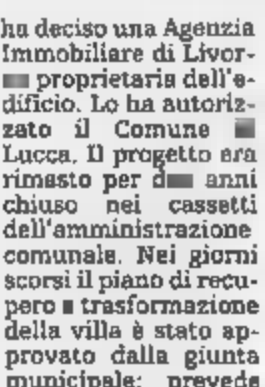 ha deciso una Agenzia
Immobiliare di Livor-
proprietaria dell'e-
dificio. Lo ha autoriz-
zato il Comune
Lucca. Il progetto era
rimasto per anni
chiuso nei cassetti
dell'amministrazione
comunale. Nei giorni
scorsi il piano di recu-
pero trasformazione
della villa è stato ap-
provato dalla giunta
municipale: prevede